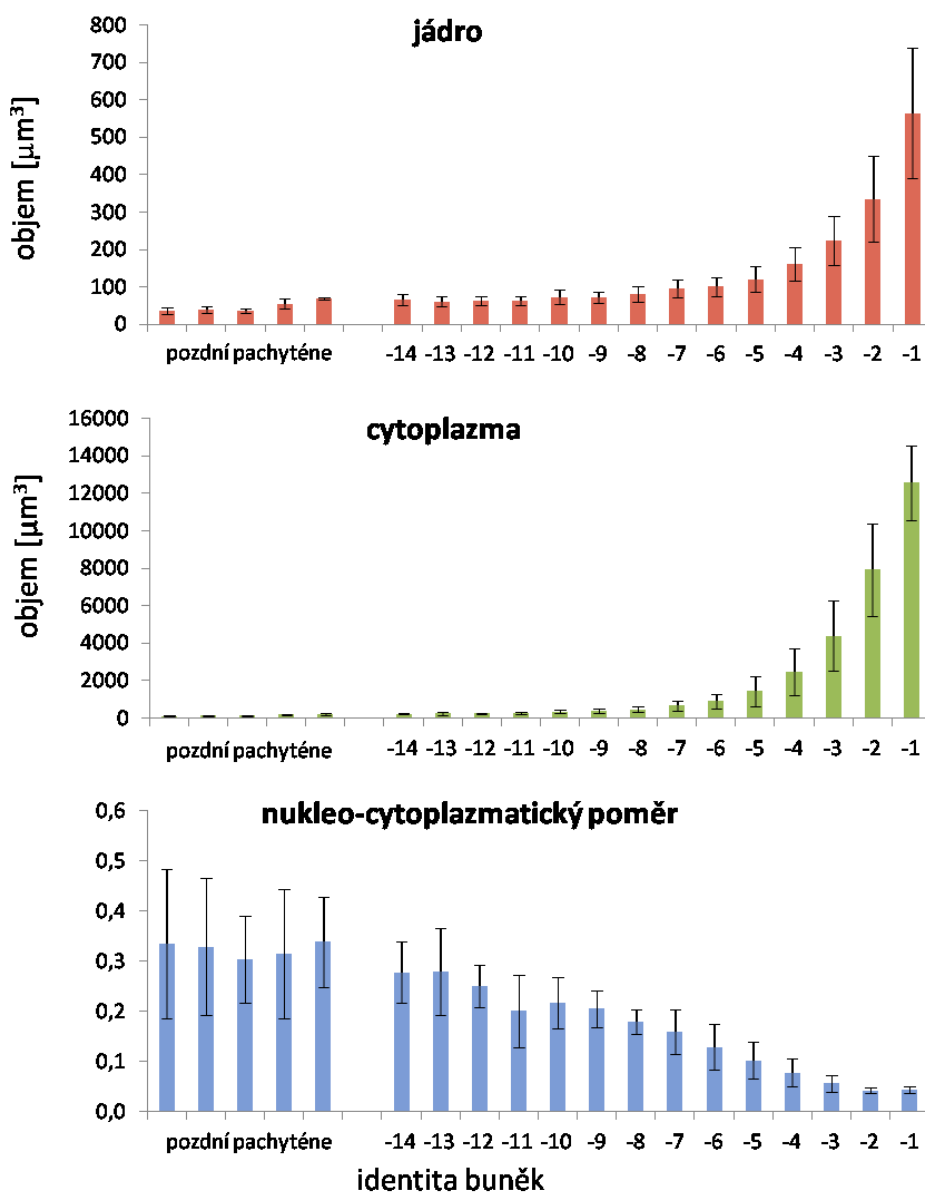 jádro
objem [µm³]
800
700
600
500
400
300
200
100
0
pozdní pachyténe -14 -13 -12 -11 -10 -9 -8 -7 -6 -5 -4 -3 -2 -1
cytoplazma
objem [µm³]
16000
14000
12000
10000
8000
6000
4000
2000
0
pozdní pachyténe -14 -13 -12 -11 -10 -9 -8 -7 -6 -5 -4 -3 -2 -1
nukleo-cytoplazmatický poměr
0,6
0,5
0,4
0,3
0,2
0,1
0,0
pozdní pachyténe -14 -13 -12 -11 -10 -9 -8 -7 -6 -5 -4 -3 -2 -1
identita buněk